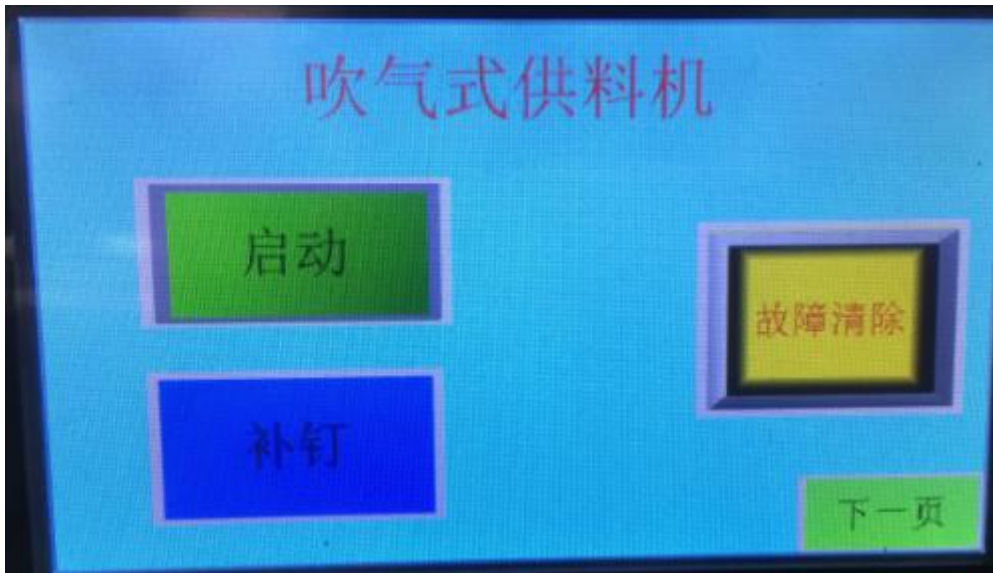 吹气式供料机
启动
故障清除
补钉
下一页